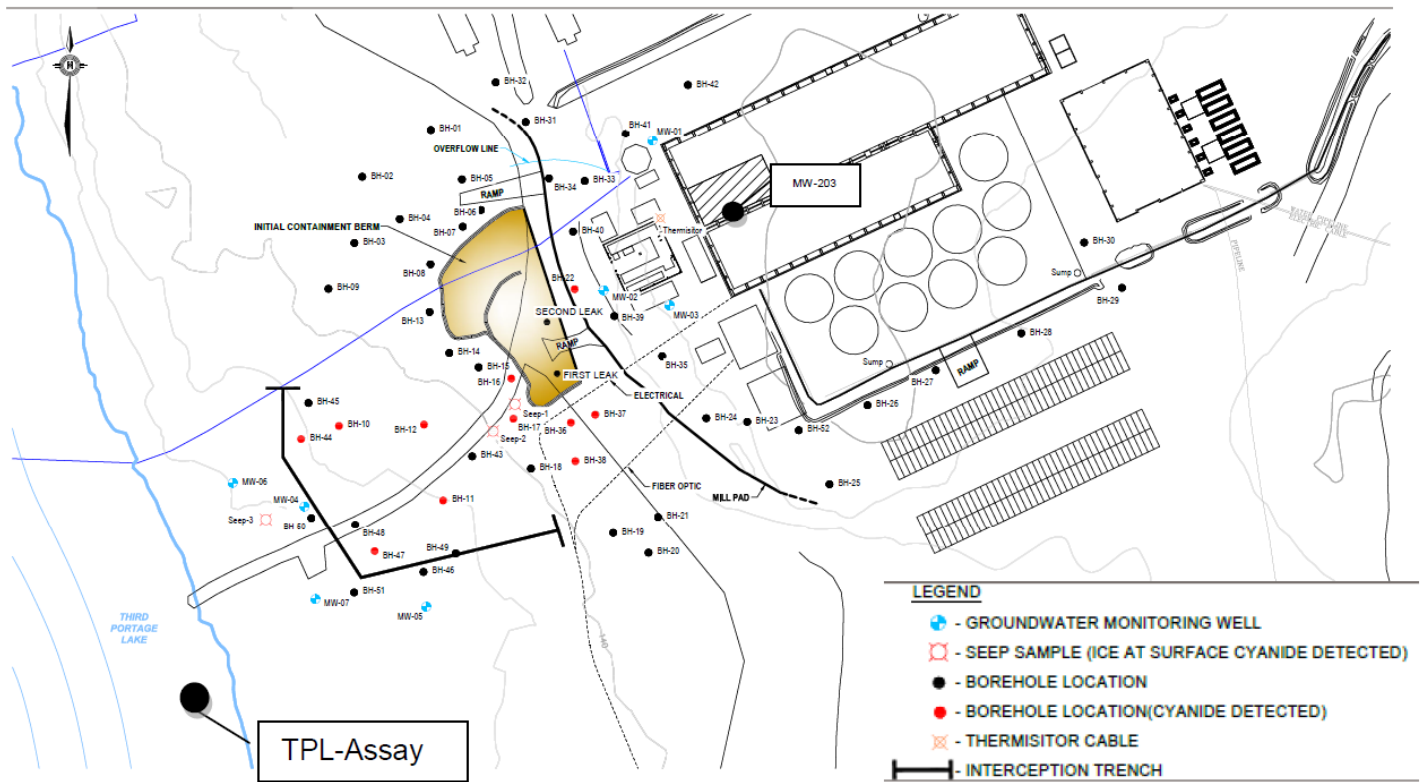 N
BH-32
BH-42
BH-31
BH-01
BH-41
MW-01
OVERFLOW LINE
BH-02
BH-05
BH-34
BH-33
MW-203
RAMP
BH-06
BH-04
BH-07
INITIAL CONTAINMENT BERM
Thermisitor
BH-40
BH-03
BH-30
WATER PIPELINE
PIPELINE
BH-08
Sump
BH-22
BH-09
MW-02
BH-29
MW-03
BH-13
SECOND LEAK
BH-39
BH-28
RAMP
BH-14
BH-35
Sump
BH-15
BH-27
RAMP
BH-16
FIRST LEAK
ELECTRICAL
BH-45
Seep-1
BH-26
BH-10
BH-12
BH-17
BH-37
BH-24
BH-23
BH-36
BH-52
BH-44
Seep-2
BH-43
BH-38
BH-18
MW-06
FIBER OPTIC
BH-25
MILL PAD
MW-04
BH-11
Seep-3
BH-50
BH-48
BH-21
BH-19
BH-47
BH-49
BH-20
BH-46
BH-51
MW-07
MW-05
THIRD
PORTAGE
LAKE
140
TPL-Assay
LEGEND
- GROUNDWATER MONITORING WELL
- SEEP SAMPLE (ICE AT SURFACE CYANIDE DETECTED)
- BOREHOLE LOCATION
- BOREHOLE LOCATION(CYANIDE DETECTED)
- THERMISITOR CABLE
- INTERCEPTION TRENCH